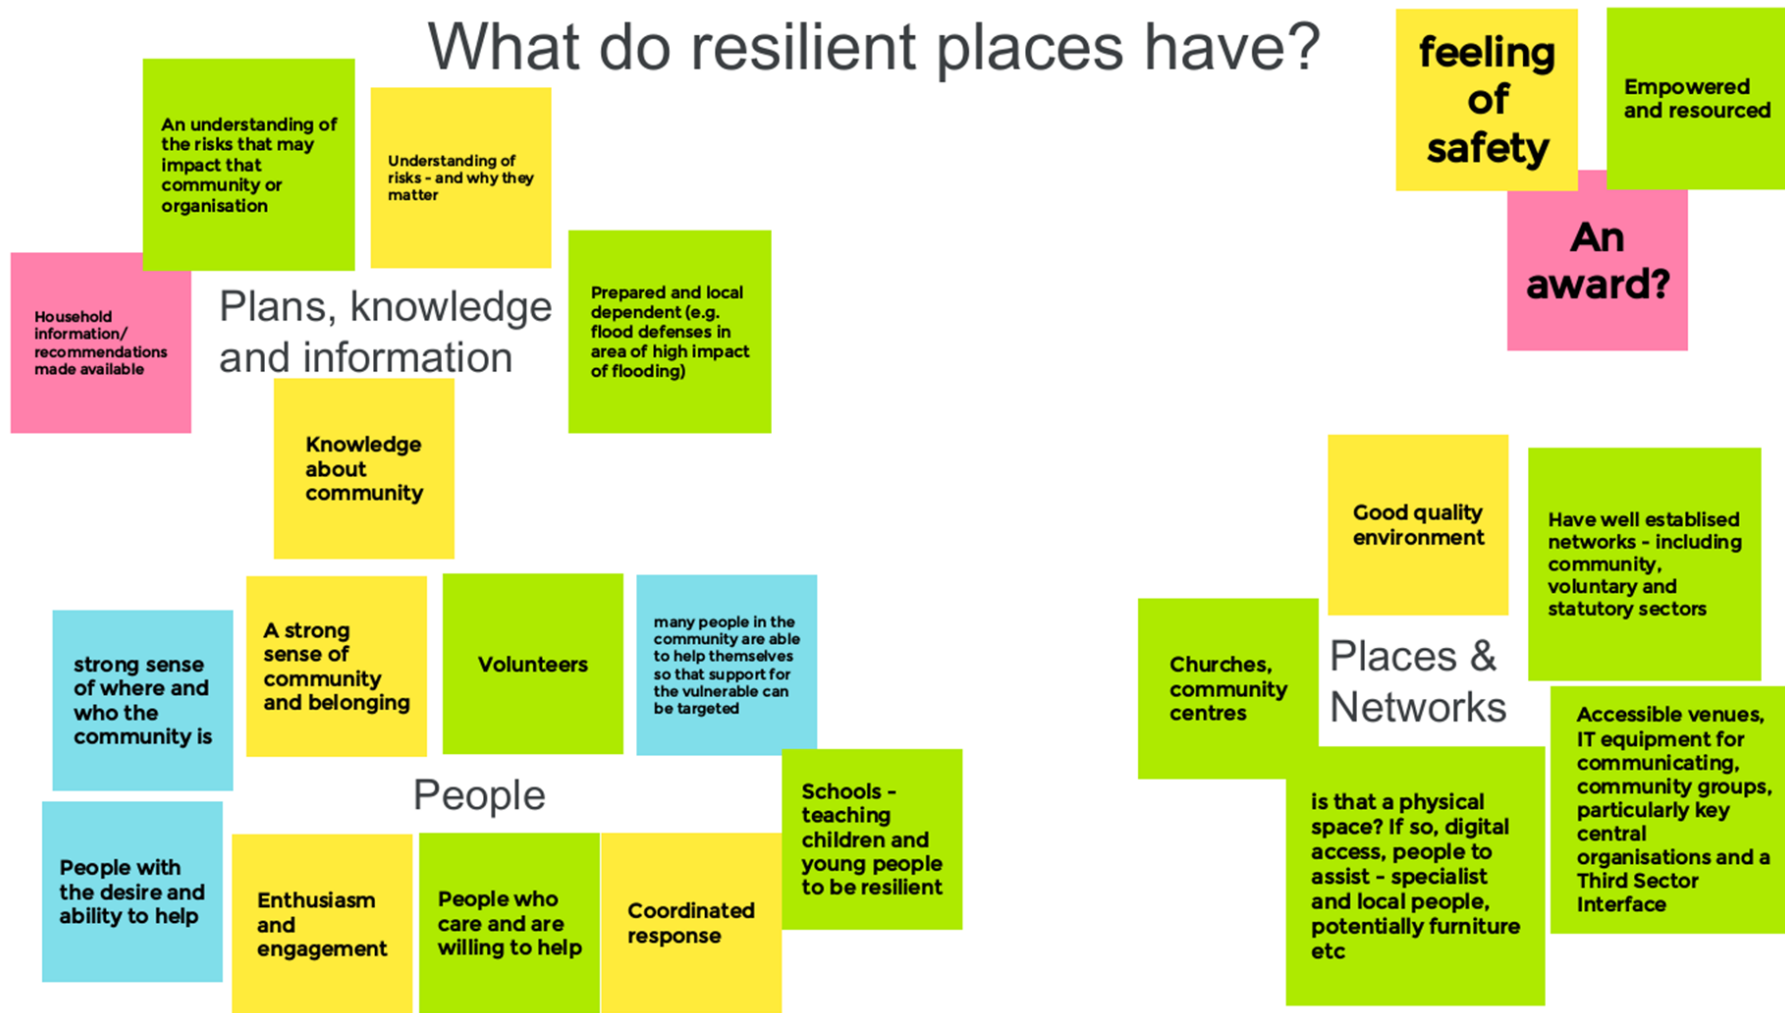 What do resilient places have?
feeling
of
safety
Empowered
and resourced
An
award?
An understanding of
the risks that may
impact that
community or
organisation
Understanding of
risks - and why they
matter
Household
information/
recommendations
made available
Plans, knowledge
and information
Prepared and local
dependent (e.g.
flood defenses in
area of high impact
of flooding)
Knowledge
about
community
strong sense
of where and
who the
community is
A strong
sense of
community
and belonging
Volunteers
many people in the
community are able
to help themselves
so that support for
the vulnerable can
be targeted
People
People with
the desire and
ability to help
Enthusiasm
and
engagement
People who
care and are
willing to help
Coordinated
response
Schools -
teaching
children and
young people
to be resilient
Good quality
environment
Have well establised
networks - including
community,
voluntary and
statutory sectors
Churches,
community
centres
Places &
Networks
is that a physical
space? If so, digital
access, people to
assist - specialist
and local people,
potentially furniture
etc
Accessible venues,
IT equipment for
communicating,
community groups,
particularly key
central
organisations and a
Third Sector
Interface